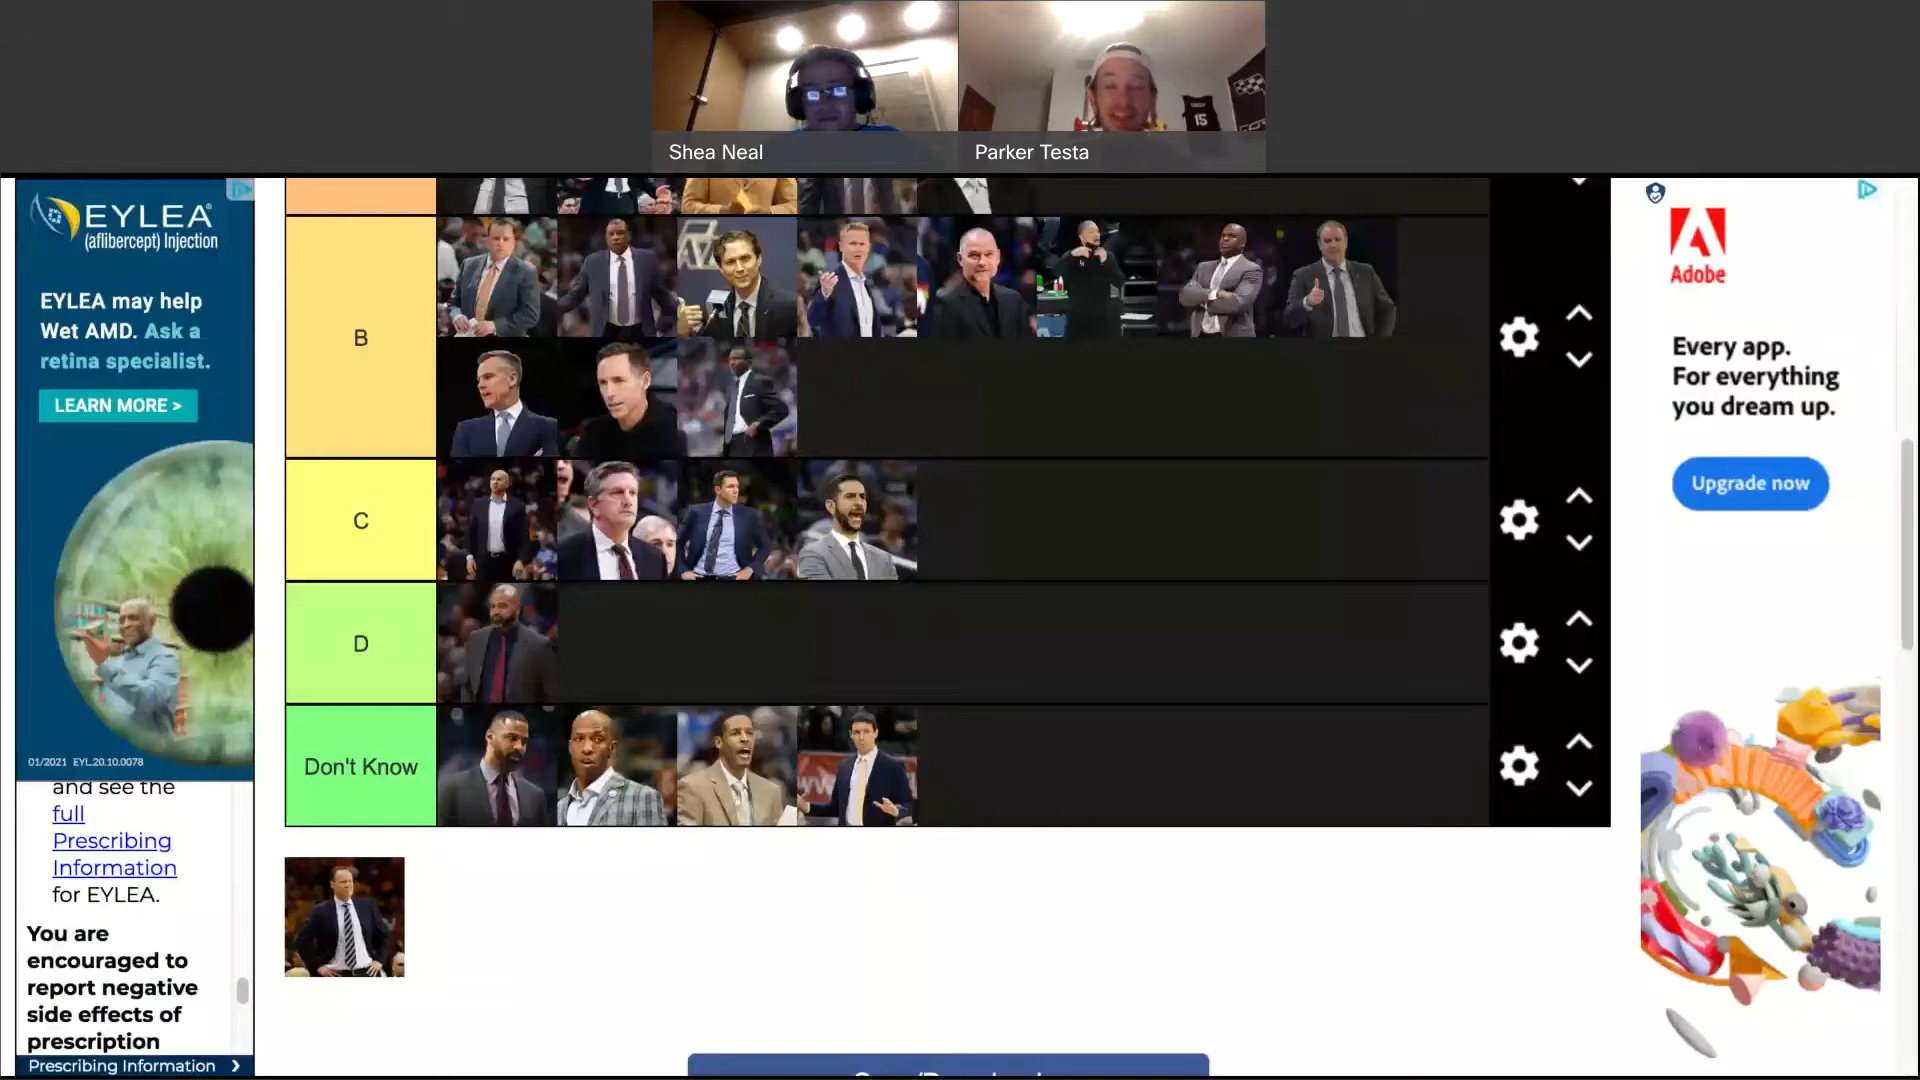 Shea Neal
Parker Testa
15
EYLEA®
(aflibercept) Injection
EYLEA may help
Wet AMD. Ask a
retina specialist.
LEARN MORE >
01/2021 EYL.20.10.0078
and see the
full
Prescribing
Information
for EYLEA.
You are
encouraged to
report negative
side effects of
prescription
Prescribing Information
B
C
D
Don't Know
Adobe
Every app.
For everything
you dream up.
Upgrade now